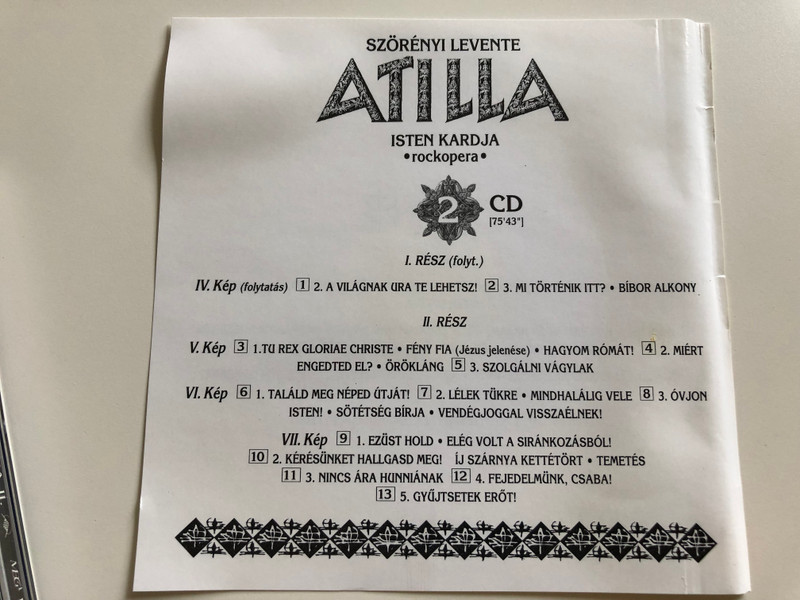 SZÖRÉNYI LEVENTE
ATILLA
ISTEN KARDJA
•rockopera•
2 CD
[75'43"]
I. RÉSZ (folyt.)
IV. Kép (folytatás) 1 2. A VILÁGNAK URA TE LEHETSZ! 2 3. MI TÖRTÉNIK ITT? • BÍBOR ALKONY
II. RÉSZ
V. Kép 3 1.TU REX GLORIAE CHRISTE • FÉNY FIA (Jézus jelenése) • HAGYOM RÓMÁT! 4 2. MIÉRT
ENGEDTED EL? • ÖRÖKLÁNG 5 3. SZOLGÁLNI VÁGYLAK
VI. Kép 6 1. TALÁLD MEG NÉPED ÚTJÁT! 7 2. LÉLEK TÜKRE • MINDHALÁLIG VELE 8 3. ÓVJON
ISTEN! • SÖTÉTSÉG BÍRJA • VENDÉGJOGGAL VISSZAÉLNEK!
VII. Kép 9 1. EZÜST HOLD • ELÉG VOLT A SIRÁNKOZÁSBÓL!
10 2. KÉRÉSÜNKET HALLGASD MEG! ÍJ SZÁRNYA KETTÉTÖRT • TEMETÉS
11 3. NINCS ÁRA HUNNIÁNAK 12 4. FEJEDELMÜNK, CSABA!
13 5. GYŰJTSETEK ERŐT!